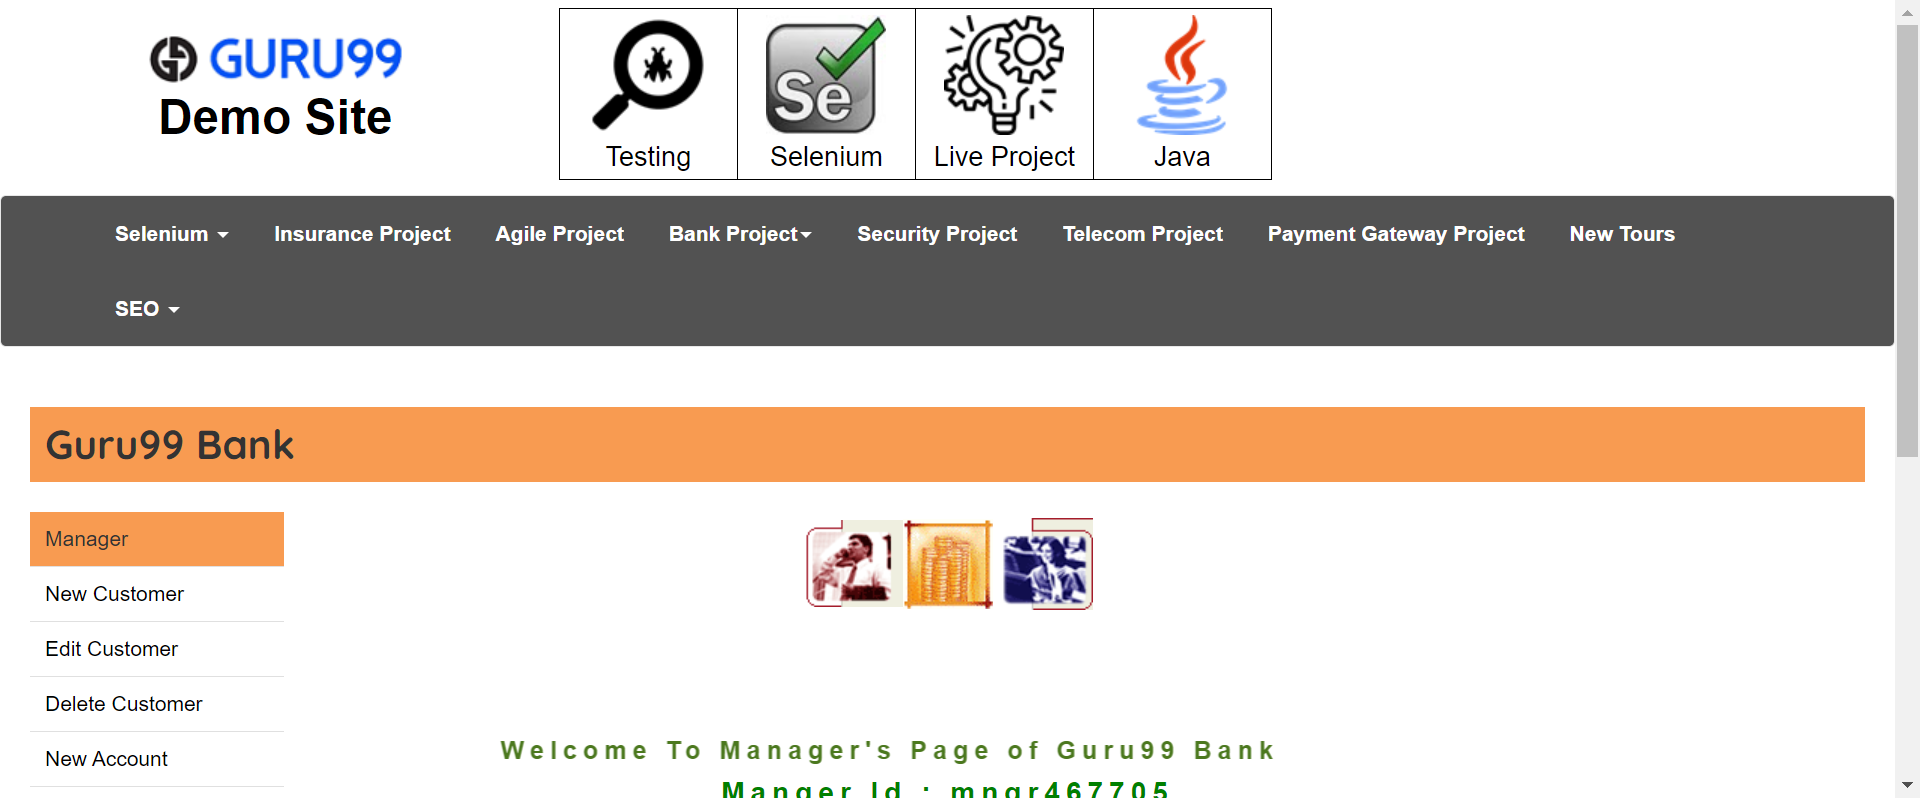 GURU99
Demo Site
Se
Testing
Selenium
Live Project
Java
Selenium
Insurance Project
Agile Project
Bank Project
Security Project
Telecom Project
Payment Gateway Project
New Tours
SEO
Guru99 Bank
Manager
New Customer
Edit Customer
Delete Customer
New Account
Welcome To Manager's Page of Guru99 Bank
Manger Id : mngr467705